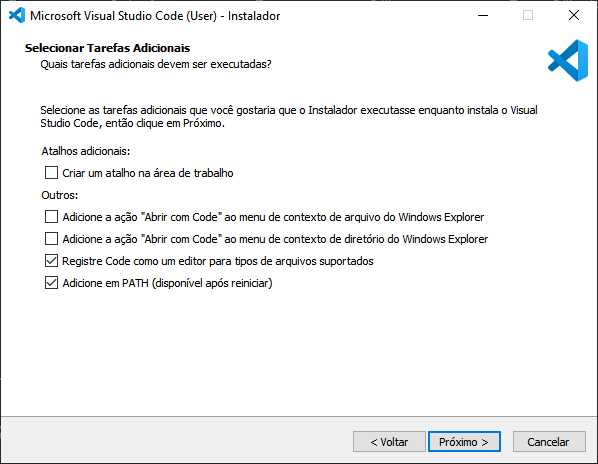 Microsoft Visual Studio Code (User) - Instalador
Selecionar Tarefas Adicionais
Quais tarefas adicionais devem ser executadas?
Selecione as tarefas adicionais que você gostaria que o Instalador executasse enquanto instala o Visual
Studio Code, então clique em Próximo.
Atalhos adicionais:
Criar um atalho na área de trabalho
Outros:
Adicione a ação "Abrir com Code" ao menu de contexto de arquivo do Windows Explorer
Adicione a ação "Abrir com Code" ao menu de contexto de diretório do Windows Explorer
Registre Code como um editor para tipos de arquivos suportados
Adicione em PATH (disponível após reiniciar)
< Voltar
Próximo >
Cancelar